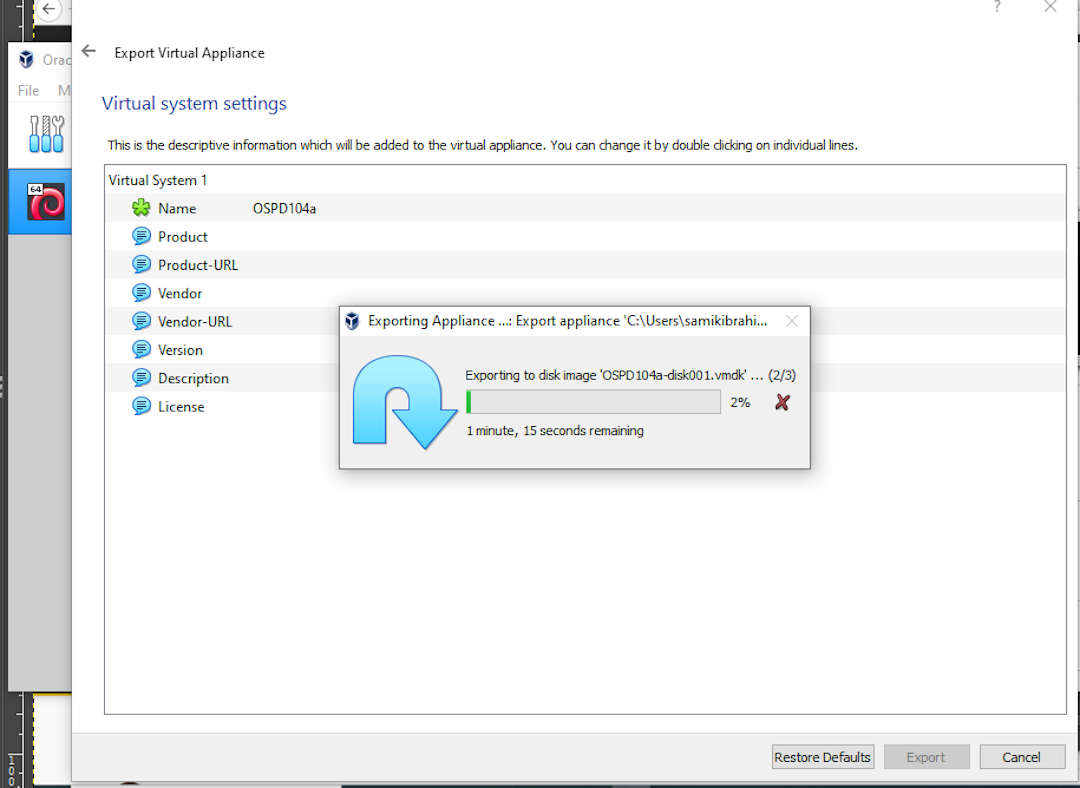 ?
Export Virtual Appliance
Orac
File M
Virtual system settings
This is the descriptive information which will be added to the virtual appliance. You can change it by double clicking on individual lines.
Virtual System 1
64
Name OSPD104a
Product
Product-URL
Vendor
Vendor-URL
Version
Description
License
Exporting Appliance ...: Export appliance 'C:\Users\samikibrahi...
Exporting to disk image 'OSPD104a-disk001.vmdk' ... (2/3)
2%
1 minute, 15 seconds remaining
Restore Defaults Export Cancel
100